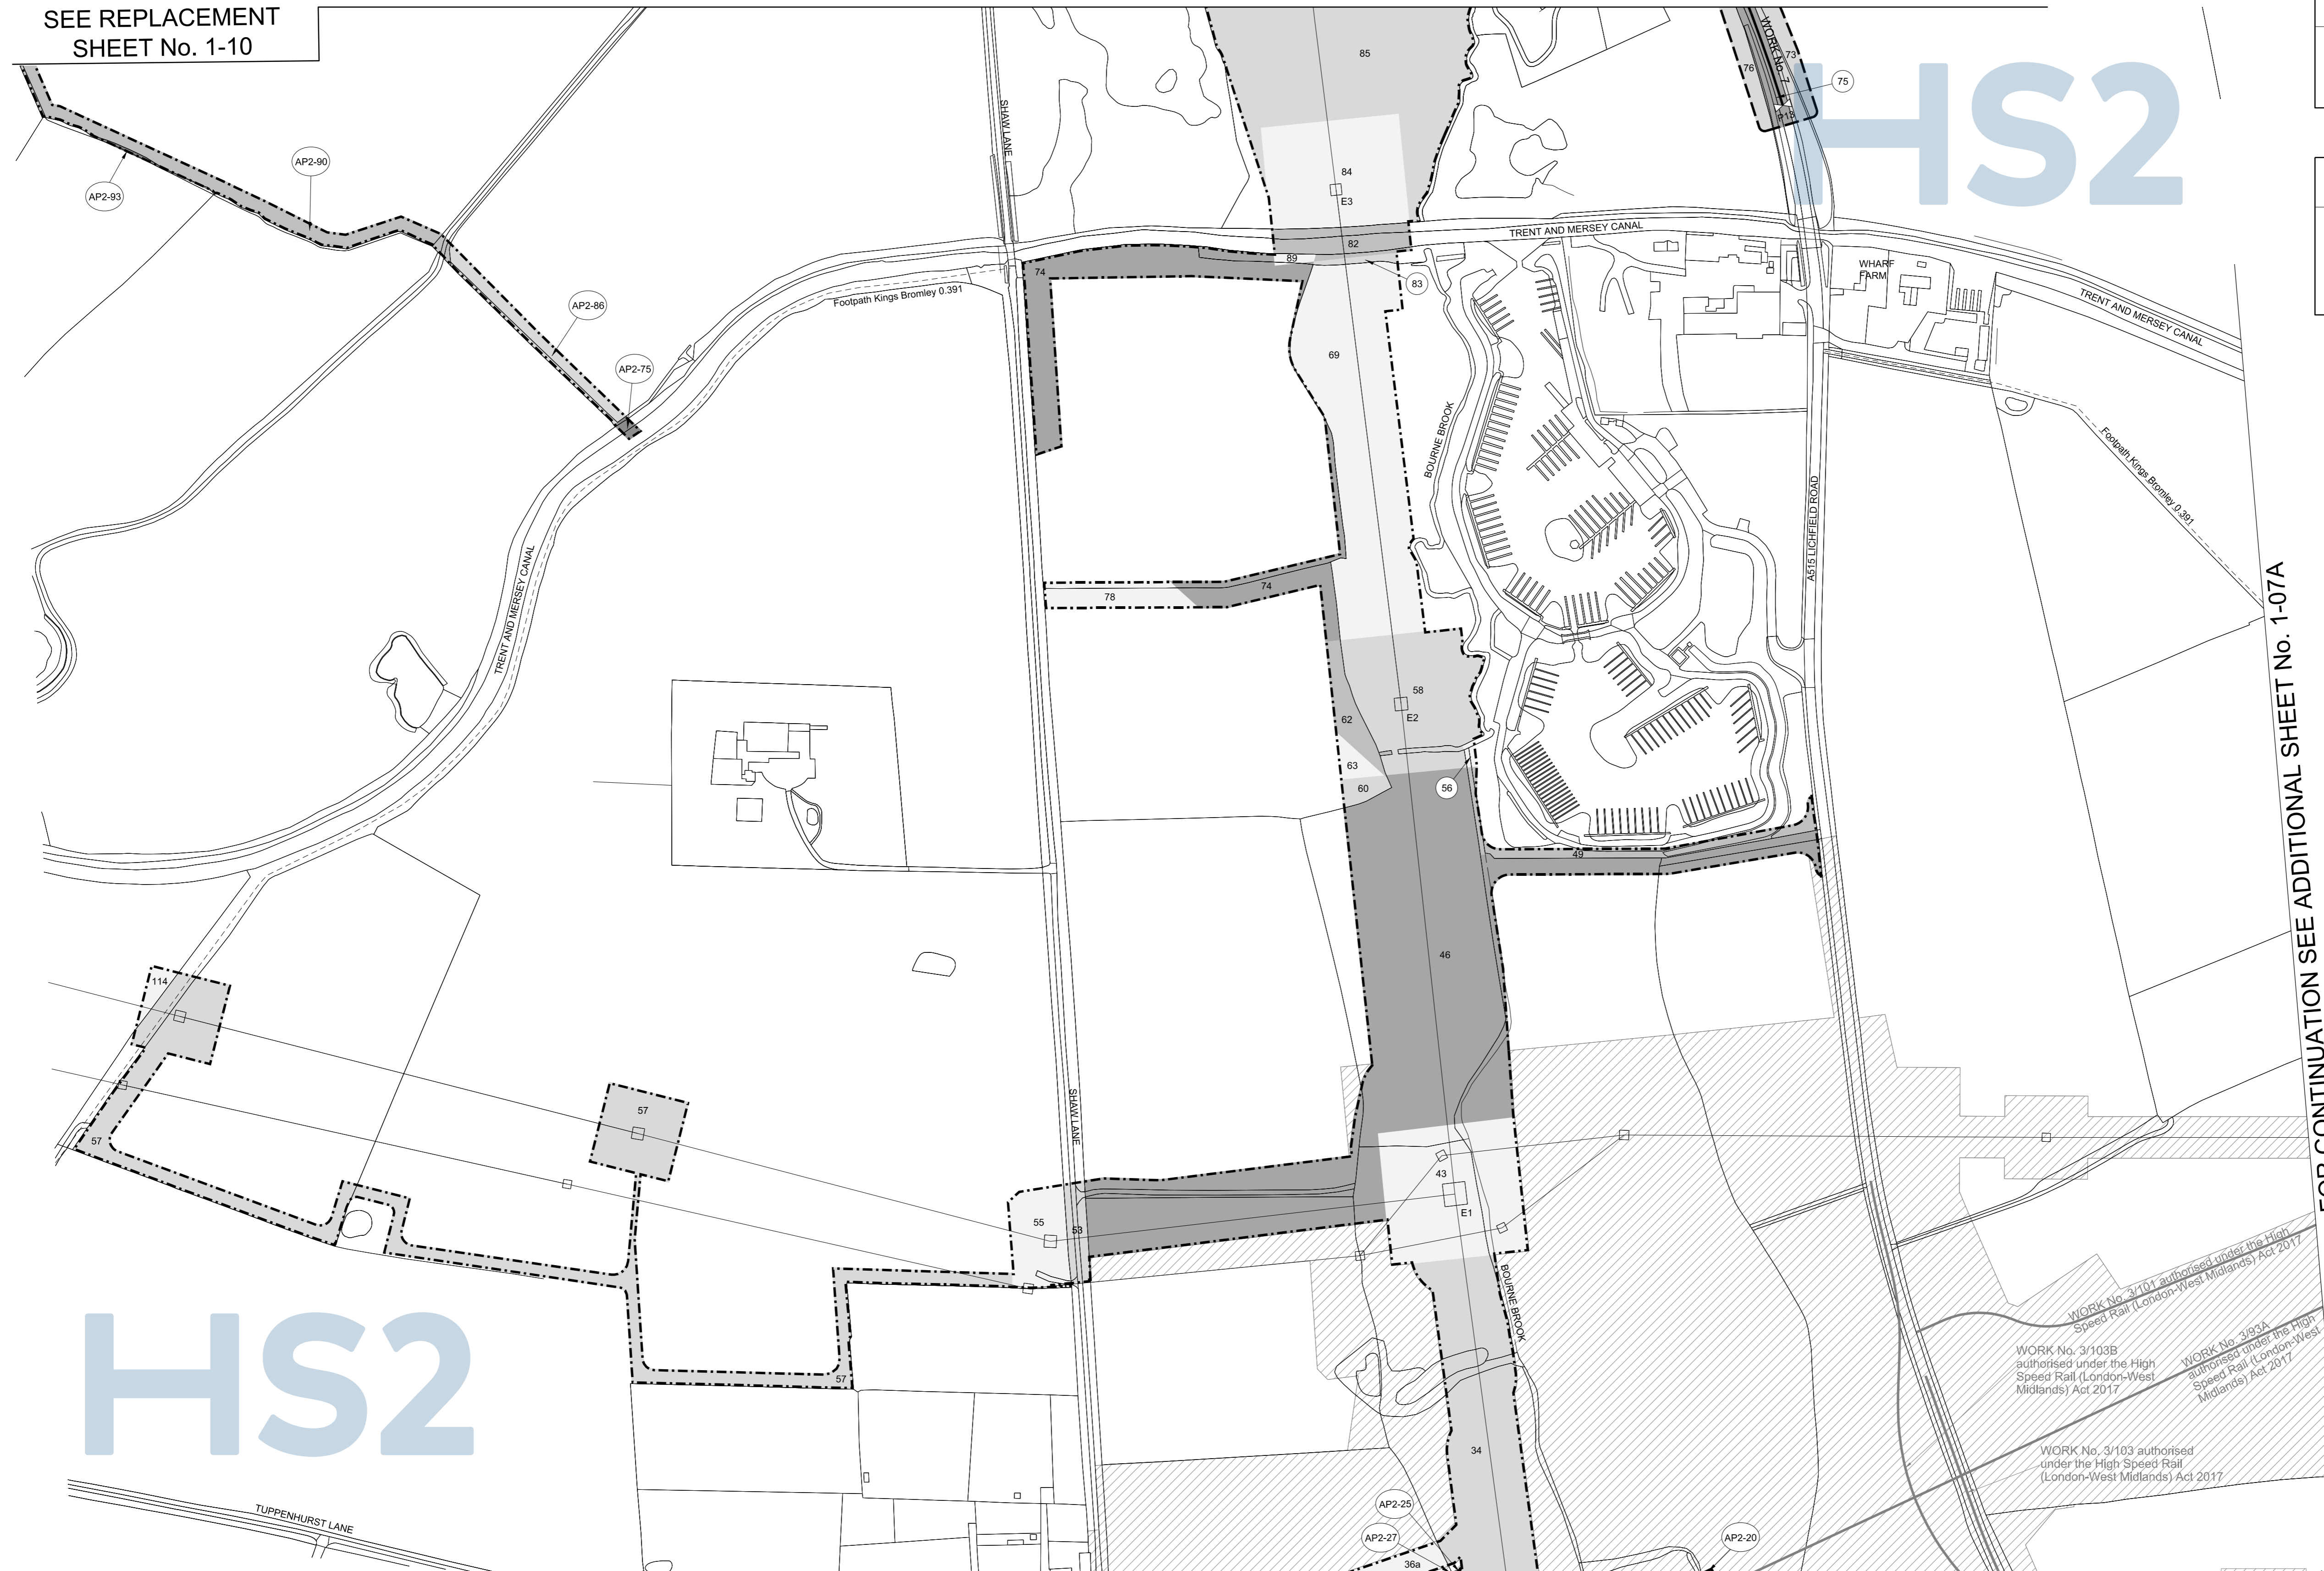 SEE REPLACEMENT
SHEET No. 1-10
85
WORK No. 7
73
76
75
P13
HS2
SHAW LANE
AP2-90
AP2-93
84
E3
TRENT AND MERSEY CANAL
82
89
83
74
Footpath Kings Bromley 0.391
WHARF
FARM
TRENT AND MERSEY CANAL
AP2-86
AP2-75
69
BOURNE BROOK
A515 LICHFIELD ROAD
Footpath Kings Bromley 0.391
TRENT AND MERSEY CANAL
78
74
58
E2
62
63
60
56
49
46
FOR CONTINUATION SEE ADDITIONAL SHEET No. 1-07A
114
57
57
SHAW LANE
55
53
43
E1
BOURNE BROOK
57
34
HS2
WORK No. 3/101 authorised under the High
Speed Rail (London-West Midlands) Act 2017
WORK No. 3/93A
authorised under the High
Speed Rail (London-West
Midlands) Act 2017
WORK No. 3/103B
authorised under the High
Speed Rail (London-West
Midlands) Act 2017
WORK No. 3/103 authorised
under the High Speed Rail
(London-West Midlands) Act 2017
TUPPENHURST LANE
AP2-25
AP2-27
36a
AP2-20